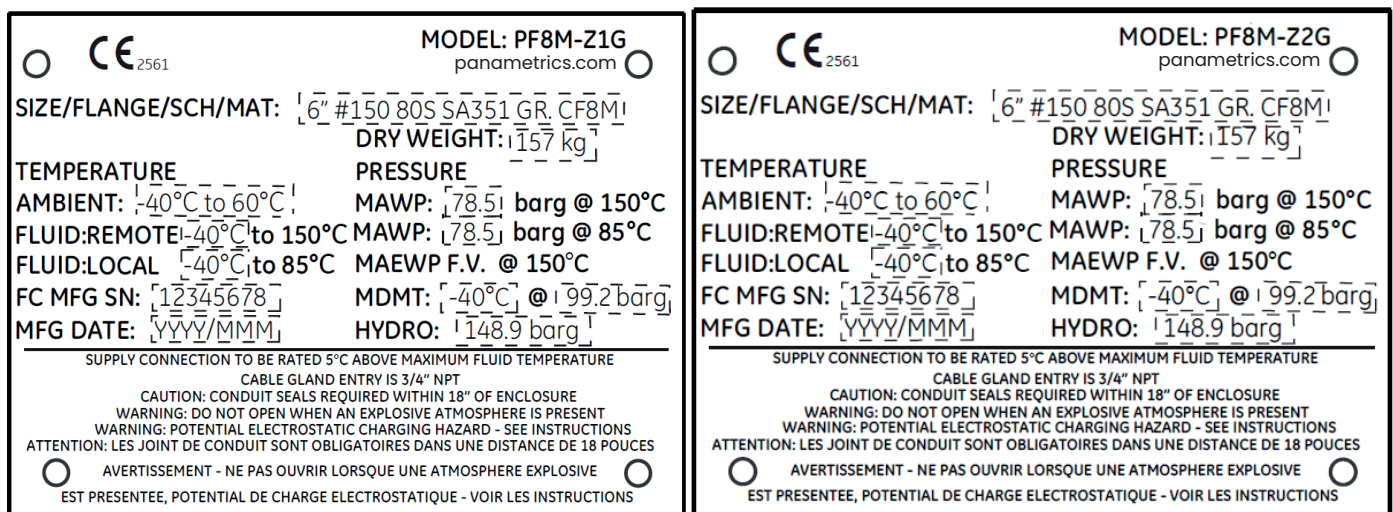 CE 2561
MODEL: PF8M-Z1G
panametrics.com
SIZE/FLANGE/SCH/MAT: 6” #150 80S SA351 GR. CF8M
DRY WEIGHT: 157 kg
TEMPERATURE PRESSURE
AMBIENT: -40°C to 60°C MAWP: 78.5 barg @ 150°C
FLUID:REMOTE -40°C to 150°C MAWP: 78.5 barg @ 85°C
FLUID:LOCAL -40°C to 85°C MAEWP F.V. @ 150°C
FC MFG SN: 12345678 MDMT: -40°C @ 99.2 barg
MFG DATE: YYYY/MMM HYDRO: 148.9 barg
SUPPLY CONNECTION TO BE RATED 5°C ABOVE MAXIMUM FLUID TEMPERATURE
CABLE GLAND ENTRY IS 3/4” NPT
CAUTION: CONDUIT SEALS REQUIRED WITHIN 18” OF ENCLOSURE
WARNING: DO NOT OPEN WHEN AN EXPLOSIVE ATMOSPHERE IS PRESENT
WARNING: POTENTIAL ELECTROSTATIC CHARGING HAZARD - SEE INSTRUCTIONS
ATTENTION: LES JOINT DE CONDUIT SONT OBLIGATOIRES DANS UNE DISTANCE DE 18 POUCES
AVERTISSEMENT - NE PAS OUVRIR LORSQUE UNE ATMOSPHERE EXPLOSIVE
EST PRESENTEE, POTENTIAL DE CHARGE ELECTROSTATIQUE - VOIR LES INSTRUCTIONS
CE 2561
MODEL: PF8M-Z2G
panametrics.com
SIZE/FLANGE/SCH/MAT: 6” #150 80S SA351 GR. CF8M
DRY WEIGHT: 157 kg
TEMPERATURE PRESSURE
AMBIENT: -40°C to 60°C MAWP: 78.5 barg @ 150°C
FLUID:REMOTE -40°C to 150°C MAWP: 78.5 barg @ 85°C
FLUID:LOCAL -40°C to 85°C MAEWP F.V. @ 150°C
FC MFG SN: 12345678 MDMT: -40°C @ 99.2 barg
MFG DATE: YYYY/MMM HYDRO: 148.9 barg
SUPPLY CONNECTION TO BE RATED 5°C ABOVE MAXIMUM FLUID TEMPERATURE
CABLE GLAND ENTRY IS 3/4” NPT
CAUTION: CONDUIT SEALS REQUIRED WITHIN 18” OF ENCLOSURE
WARNING: DO NOT OPEN WHEN AN EXPLOSIVE ATMOSPHERE IS PRESENT
WARNING: POTENTIAL ELECTROSTATIC CHARGING HAZARD - SEE INSTRUCTIONS
ATTENTION: LES JOINT DE CONDUIT SONT OBLIGATOIRES DANS UNE DISTANCE DE 18 POUCES
AVERTISSEMENT - NE PAS OUVRIR LORSQUE UNE ATMOSPHERE EXPLOSIVE
EST PRESENTEE, POTENTIAL DE CHARGE ELECTROSTATIQUE - VOIR LES INSTRUCTIONS